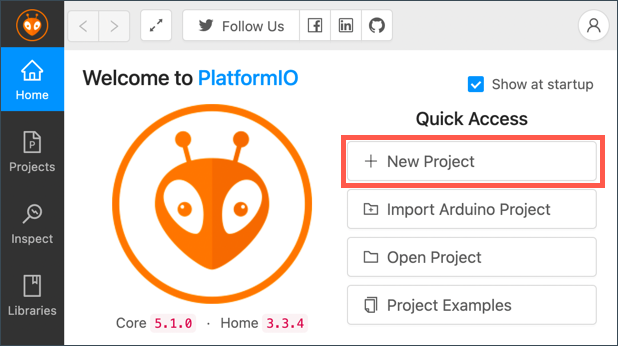 Follow Us
Home
Projects
Inspect
Libraries
Welcome to PlatformIO
Show at startup
Quick Access
New Project
Import Arduino Project
Open Project
Project Examples
Core 5.1.0 · Home 3.3.4